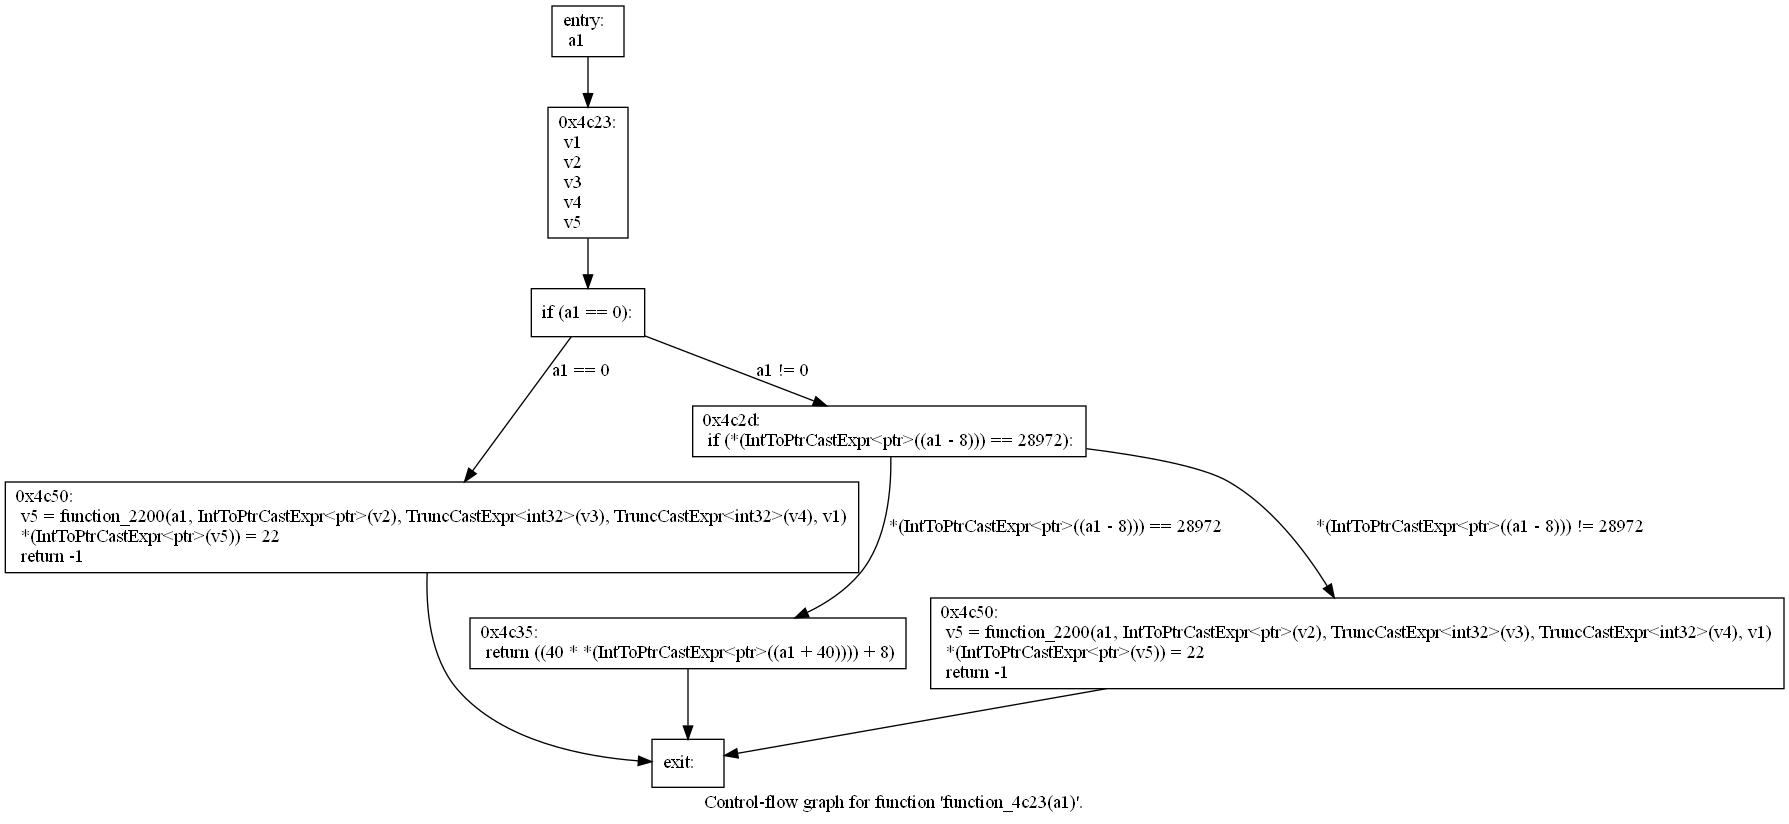 entry:
a1
0x4c23:
v1
v2
v3
v4
v5
if (a1 == 0):
a1 == 0
a1 != 0
0x4c2d:
if (*(IntToPtrCastExpr<ptr>((a1 - 8))) == 28972):
0x4c50:
v5 = function_2200(a1, IntToPtrCastExpr<ptr>(v2), TruncCastExpr<int32>(v3), TruncCastExpr<int32>(v4), v1)
*(IntToPtrCastExpr<ptr>(v5)) = 22
return -1
*(IntToPtrCastExpr<ptr>((a1 - 8))) == 28972
*(IntToPtrCastExpr<ptr>((a1 - 8))) != 28972
0x4c35:
return ((40 * *(IntToPtrCastExpr<ptr>((a1 + 40)))) + 8)
0x4c50:
v5 = function_2200(a1, IntToPtrCastExpr<ptr>(v2), TruncCastExpr<int32>(v3), TruncCastExpr<int32>(v4), v1)
*(IntToPtrCastExpr<ptr>(v5)) = 22
return -1
exit:
Control-flow graph for function 'function_4c23(a1)'.